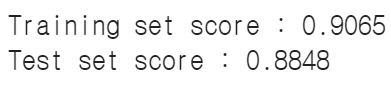 Training set score : 0.9065
Test set score : 0.8848